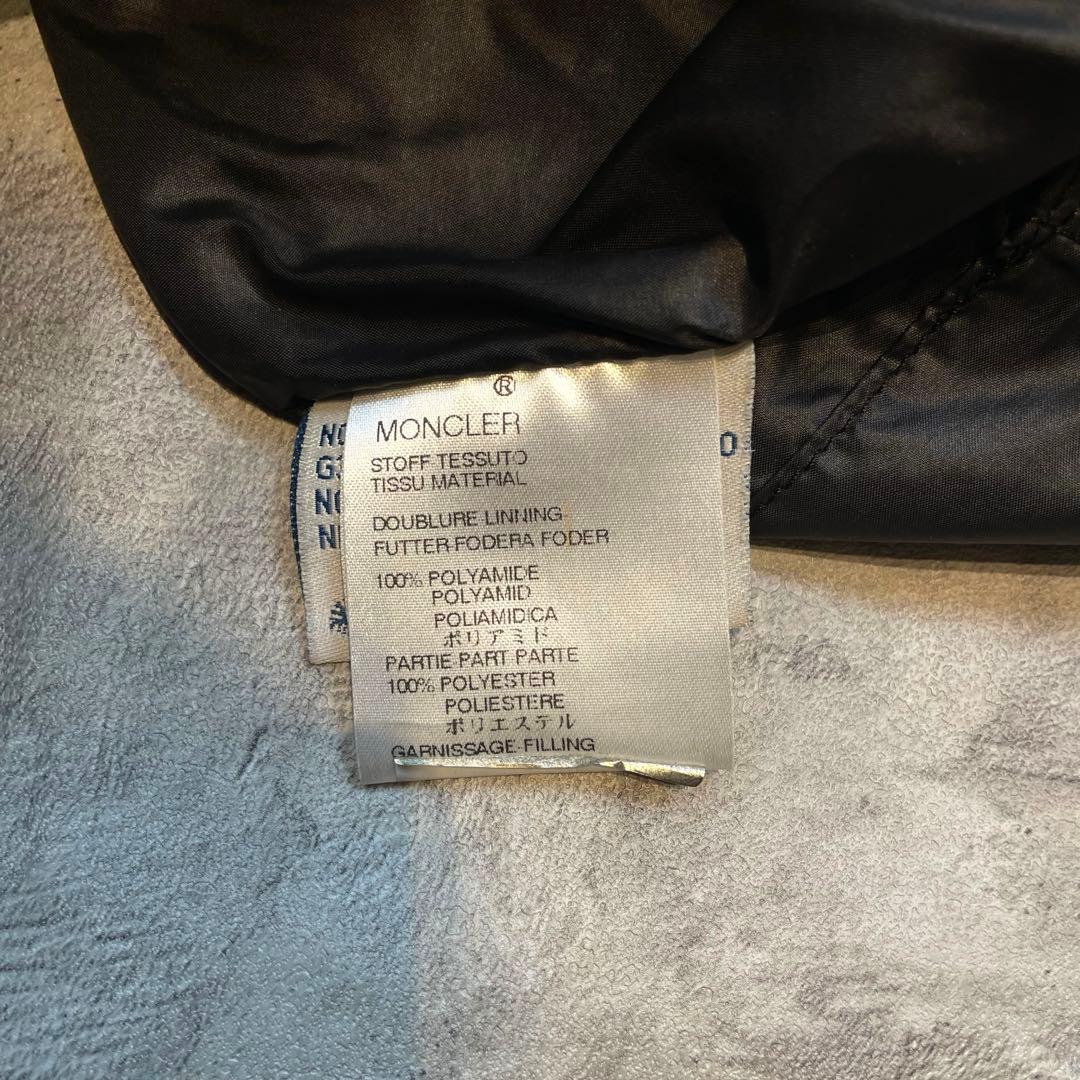 ®
MONCLER
STOFF TESSUTO
TISSU MATERIAL
DOUBLURE LINNING
FUTTER FODERA FODER
100% POLYAMIDE
POLYAMID
POLIAMIDICA
ポリアミド
PARTIE PART PARTE
100% POLYESTER
POLIESTERE
ポリエステル
GARNISSAGE-FILLING